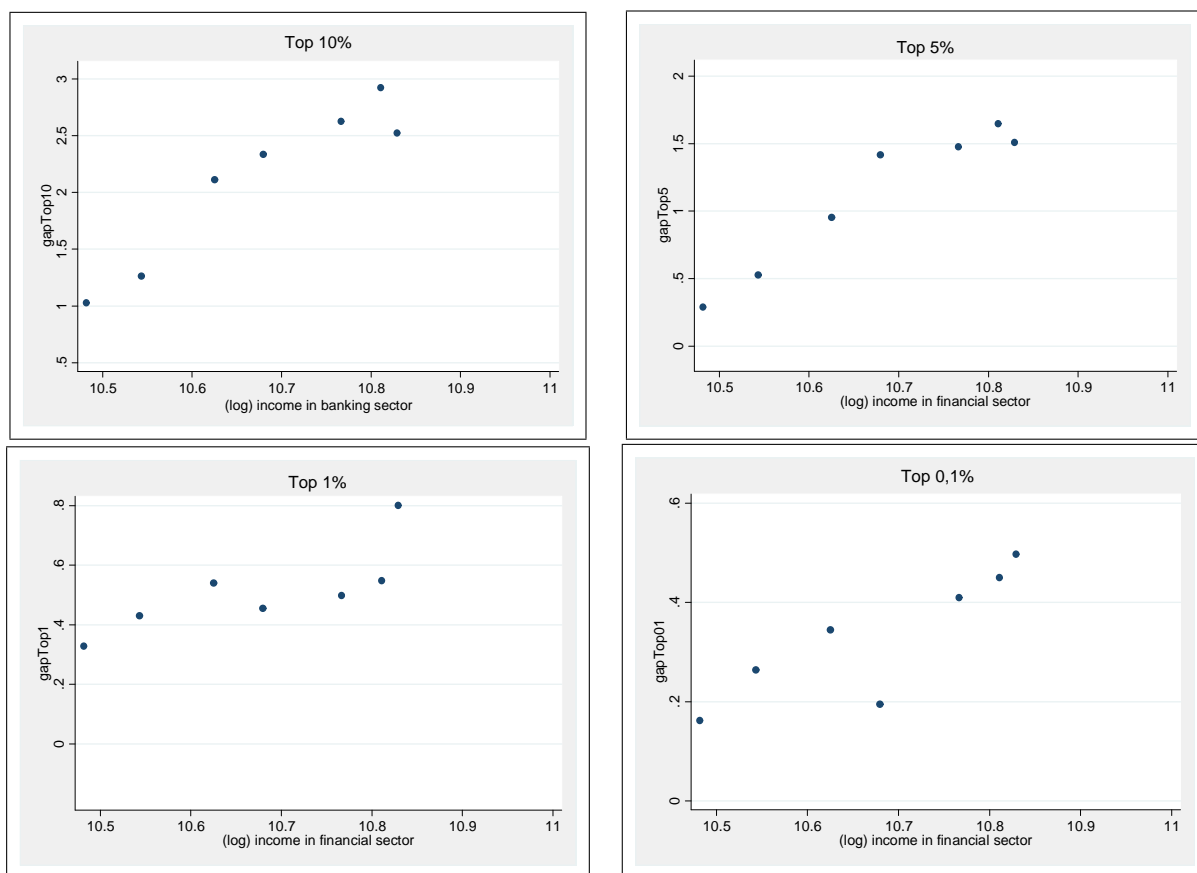 Top 10%
gapTop10
3
2.5
2
1.5
1
.5
10.5 10.6 10.7 10.8 10.9 11
(log) income in banking sector
Top 5%
gapTop5
2
1.5
1
.5
0
10.5 10.6 10.7 10.8 10.9 11
(log) income in financial sector
Top 1%
gapTop1
.8
.6
.4
.2
0
10.5 10.6 10.7 10.8 10.9 11
(log) income in financial sector
Top 0,1%
gapTop01
.6
.4
.2
0
10.5 10.6 10.7 10.8 10.9 11
(log) income in financial sector